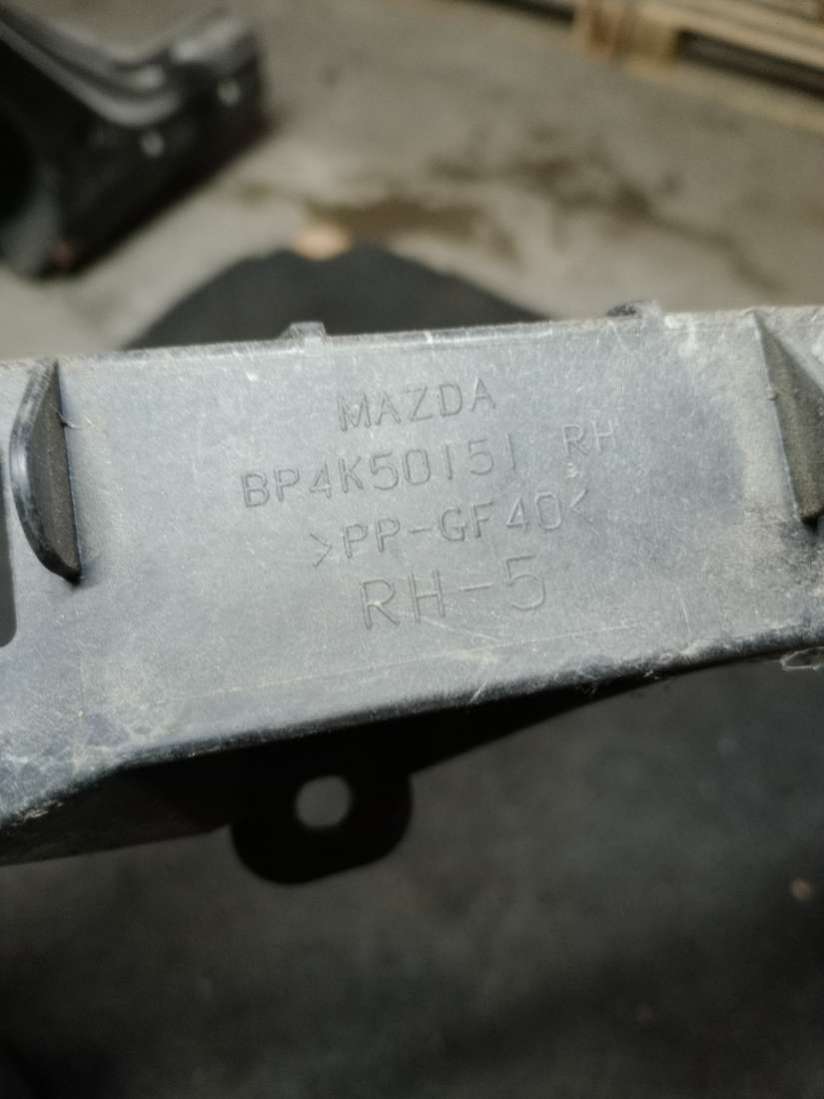 MAZDA
BP4K50151 RH
>PP-GF40<
RH-5